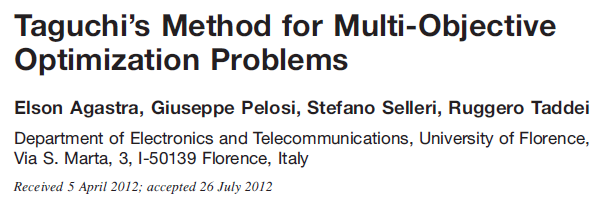 Taguchi's Method for Multi-Objective
Optimization Problems
Elson Agastra, Giuseppe Pelosi, Stefano Selleri, Ruggero Taddei
Department of Electronics and Telecommunications, University of Florence,
Via S. Marta, 3, I-50139 Florence, Italy
Received 5 April 2012; accepted 26 July 2012